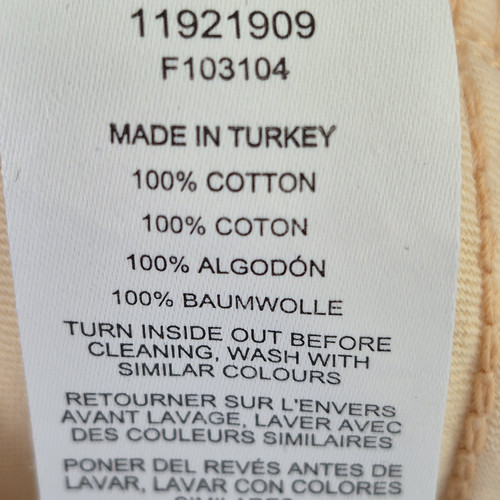 11921909
F103104
MADE IN TURKEY
100% COTTON
100% COTON
100% ALGODÓN
100% BAUMWOLLE
TURN INSIDE OUT BEFORE
CLEANING, WASH WITH
SIMILAR COLOURS
RETOURNER SUR L'ENVERS
AVANT LAVAGE, LAVER AVEC
DES COULEURS SIMILAIRES
PONER DEL REVÉS ANTES DE
LAVAR, LAVAR CON COLORES